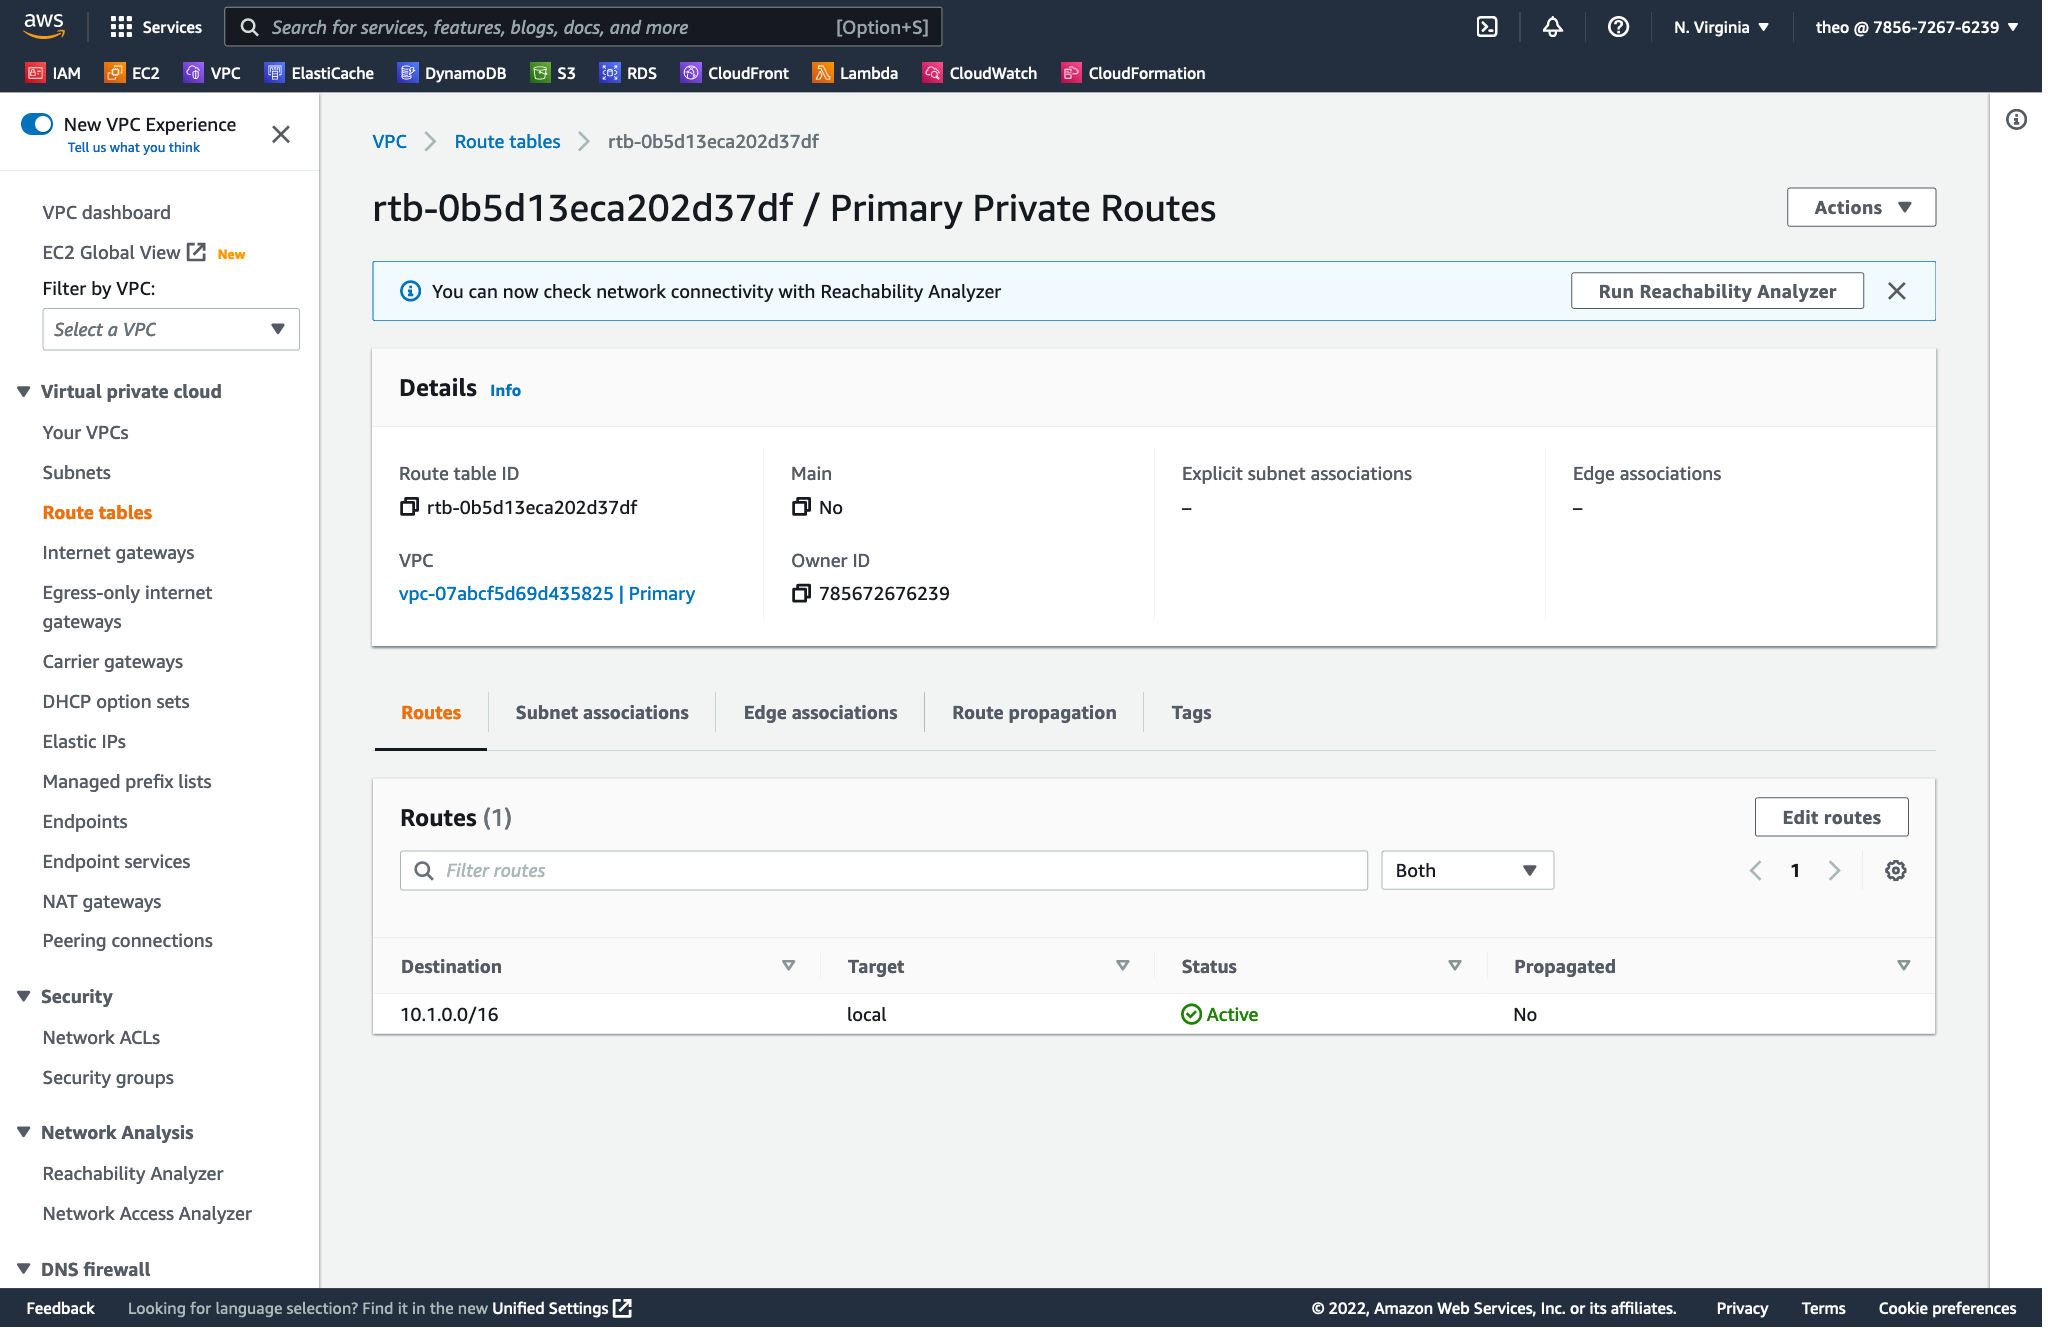 aws
Services
Search for services, features, blogs, docs, and more
[Option+S]
N. Virginia
theo @ 7856-7267-6239
IAM
EC2
VPC
ElastiCache
DynamoDB
S3
RDS
CloudFront
Lambda
CloudWatch
CloudFormation
New VPC Experience
Tell us what you think
VPC dashboard
EC2 Global View New
Filter by VPC:
Select a VPC
Virtual private cloud
Your VPCs
Subnets
Route tables
Internet gateways
Egress-only internet
gateways
Carrier gateways
DHCP option sets
Elastic IPs
Managed prefix lists
Endpoints
Endpoint services
NAT gateways
Peering connections
Security
Network ACLs
Security groups
Network Analysis
Reachability Analyzer
Network Access Analyzer
DNS firewall
VPC
Route tables
rtb-0b5d13eca202d37df
rtb-0b5d13eca202d37df / Primary Private Routes
Actions
You can now check network connectivity with Reachability Analyzer
Run Reachability Analyzer
Details Info
Route table ID
rtb-0b5d13eca202d37df
Main
No
Explicit subnet associations
–
Edge associations
–
VPC
vpc-07abcf5d69d435825 | Primary
Owner ID
785672676239
Routes
Subnet associations
Edge associations
Route propagation
Tags
Routes (1)
Edit routes
Filter routes
Both
1
Destination
Target
Status
Propagated
10.1.0.0/16
local
Active
No
Feedback
Looking for language selection? Find it in the new Unified Settings
© 2022, Amazon Web Services, Inc. or its affiliates.
Privacy
Terms
Cookie preferences